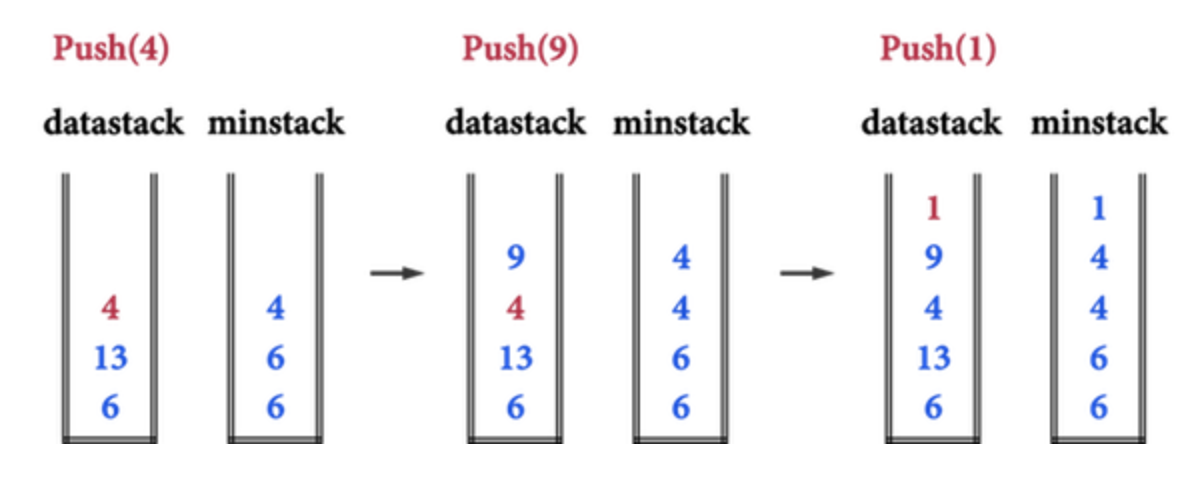 Push(4) Push(9) Push(1)
datastack minstack datastack minstack datastack minstack
1 1
9 4 9 4
4 4 4 4 4 4
13 6 13 6 13 6
6 6 6 6 6 6